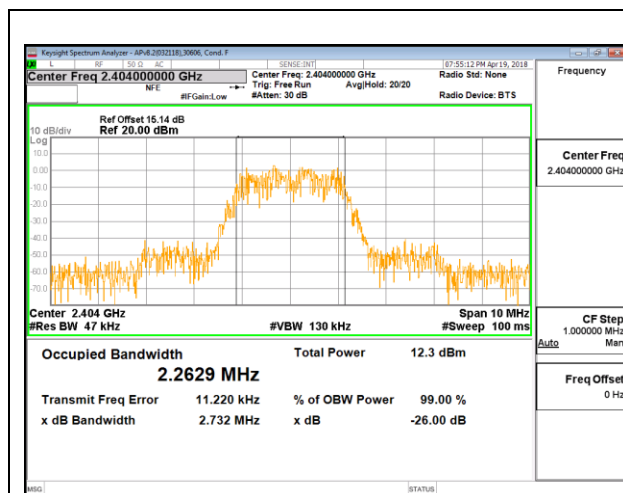 Keysight Spectrum Analyzer - APv8.2(032118),30606, Cond. F
L RF 50 Ω AC SENSE:INT 07:55:12 PM Apr 19, 2018
Center Freq 2.404000000 GHz
NFE
#IFGain:Low
Center Freq: 2.404000000 GHz
Trig: Free Run Avg|Hold: 20/20
#Atten: 30 dB
Radio Std: None
Radio Device: BTS
Frequency
Ref Offset 15.14 dB
10 dB/div Ref 20.00 dBm
Log
10.0
0.00
-10.0
-20.0
-30.0
-40.0
-50.0
-60.0
-70.0
Center Freq
2.404000000 GHz
Center 2.404 GHz Span 10 MHz
#Res BW 47 kHz #VBW 130 kHz #Sweep 100 ms
CF Step
1.000000 MHz
Auto Man
Occupied Bandwidth Total Power 12.3 dBm
2.2629 MHz
Transmit Freq Error 11.220 kHz % of OBW Power 99.00 %
x dB Bandwidth 2.732 MHz x dB -26.00 dB
Freq Offset
0 Hz
MSG STATUS